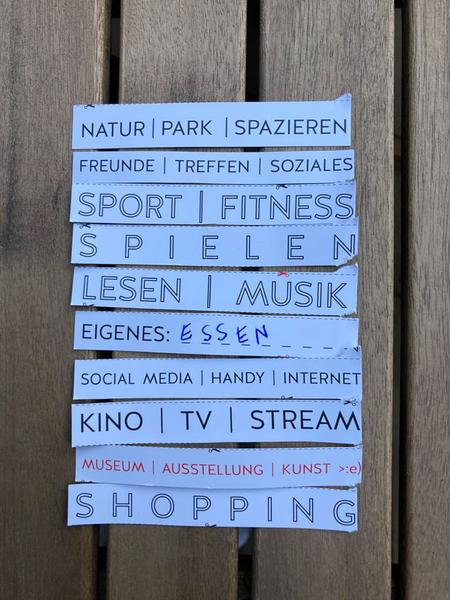 NATUR | PARK | SPAZIEREN
FREUNDE | TREFFEN | SOZIALES
SPORT | FITNESS
SPIELEN
LESEN | MUSIK
EIGENES: ESSEN
SOCIAL MEDIA | HANDY | INTERNET
KINO | TV | STREAM
MUSEUM | AUSSTELLUNG | KUNST >:e)
SHOPPING